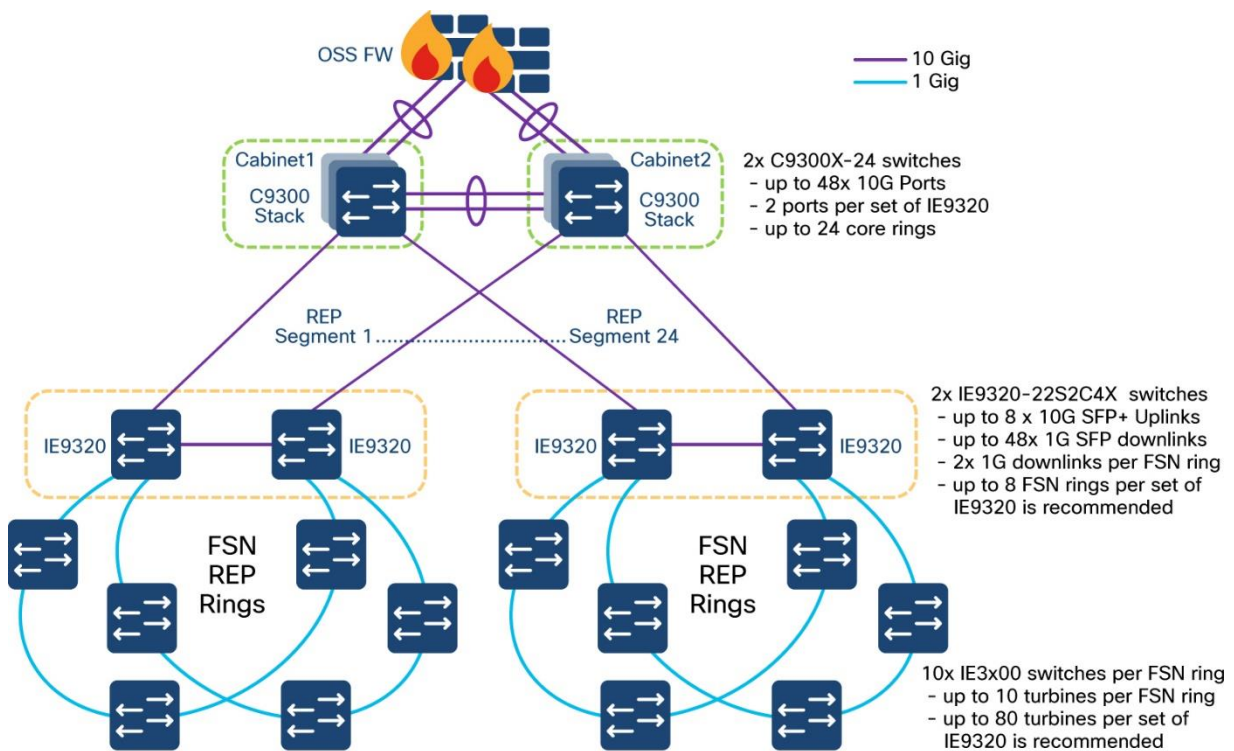 OSS FW
10 Gig
1 Gig
Cabinet1
C9300
Stack
Cabinet2
C9300
Stack
2x C9300X-24 switches
- up to 48x 10G Ports
- 2 ports per set of IE9320
- up to 24 core rings
REP
Segment 1
REP
Segment 24
IE9320
IE9320
IE9320
IE9320
2x IE9320-22S2C4X switches
- up to 8 x 10G SFP+ Uplinks
- up to 48x 1G SFP downlinks
- 2x 1G downlinks per FSN ring
- up to 8 FSN rings per set of
IE9320 is recommended
FSN
REP
Rings
FSN
REP
Rings
10x IE3x00 switches per FSN ring
- up to 10 turbines per FSN ring
- up to 80 turbines per set of
IE9320 is recommended